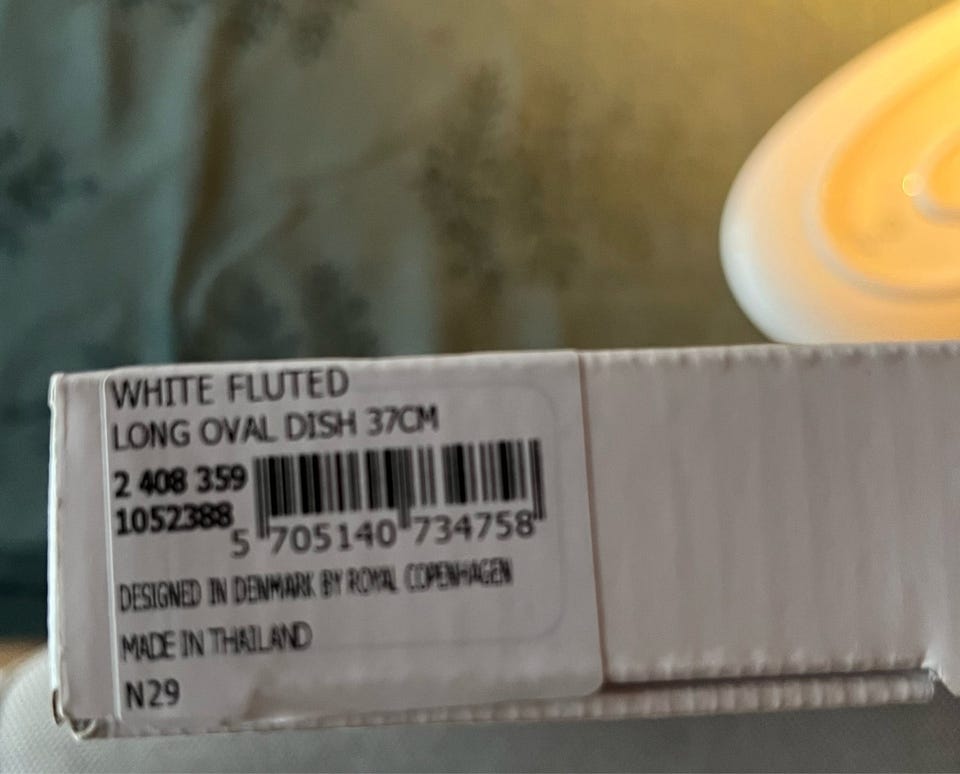 WHITE FLUTED
LONG OVAL DISH 37CM
2 408 359
1052388
5 705140 734758
DESIGNED IN DENMARK BY ROYAL COPENHAGEN
MADE IN THAILAND
N29